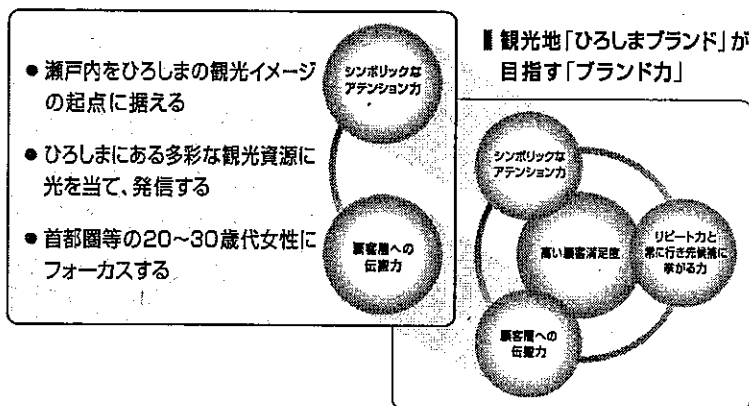 ● 瀬戸内をひろしまの観光イメージ
の起点に据える
● ひろしまにある多彩な観光資源に
光を当て、発信する
● 首都圏等の20〜30歳代女性に
フォーカスする
シンボリックな
アテンション力
顧客層への
伝搬力
観光地「ひろしまブランド」が
目指す「ブランド力」
シンボリックな
アテンション力
高い顧客満足度
リピート力と
常に行き先候補に
挙がる力
顧客層への
伝搬力